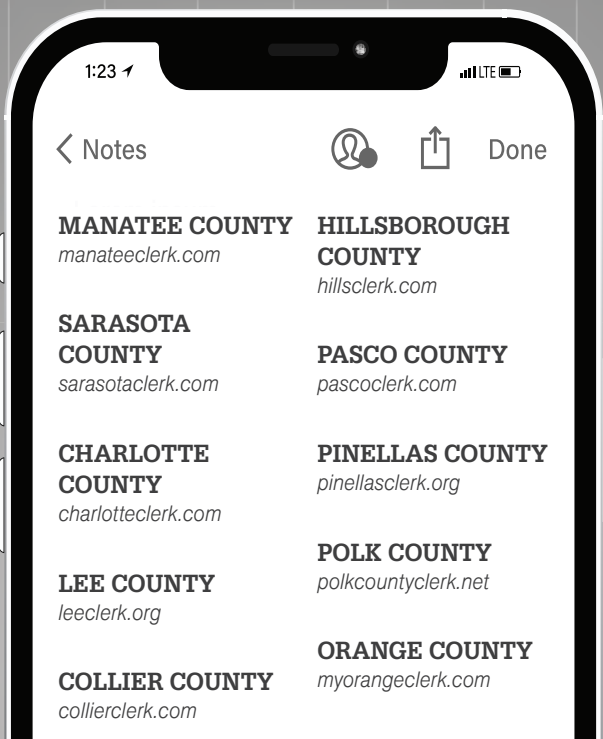 1:23
LTE
Notes
Done
MANATEE COUNTY
manateeclerk.com
SARASOTA
COUNTY
sarasotaclerk.com
CHARLOTTE
COUNTY
charlotteclerk.com
LEE COUNTY
leeclerk.org
COLLIER COUNTY
collierclerk.com
HILLSBOROUGH
COUNTY
hillsclerk.com
PASCO COUNTY
pascoclerk.com
PINELLAS COUNTY
pinellasclerk.org
POLK COUNTY
polkcountyclerk.net
ORANGE COUNTY
myorangeclerk.com